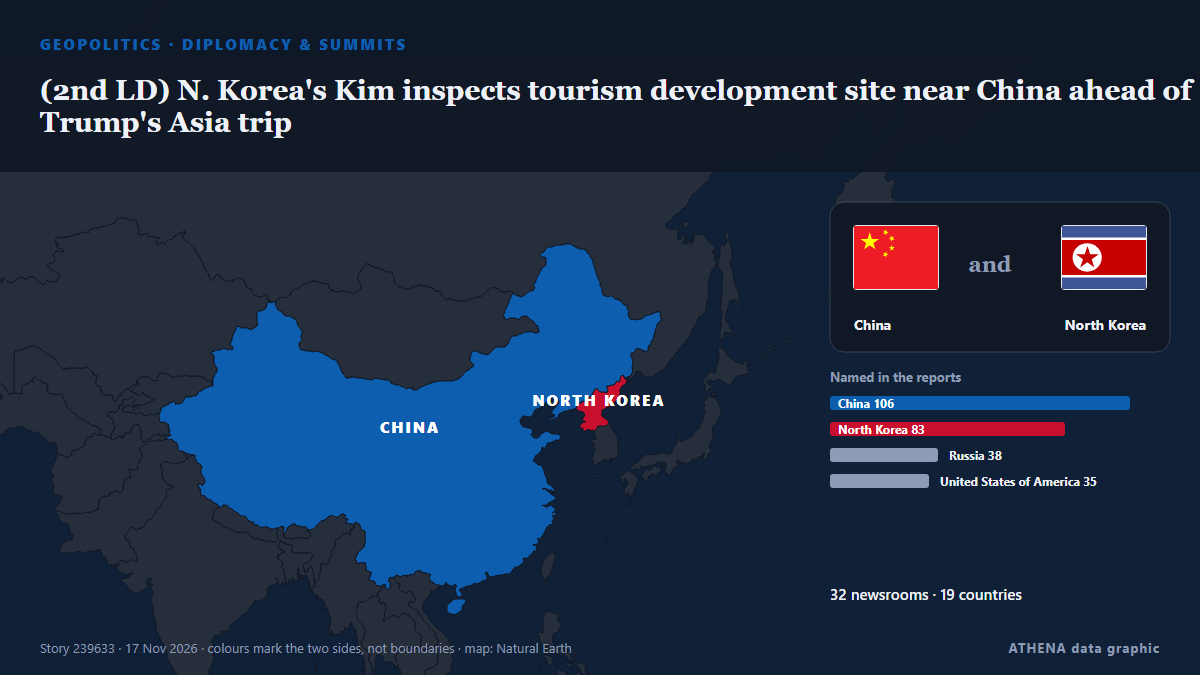 GEOPOLITICS · DIPLOMACY & SUMMITS
(2nd LD) N. Korea's Kim inspects tourism development site near China ahead of
Trump's Asia trip
and
China
North Korea
Named in the reports
China 106
North Korea 83
Russia 38
United States of America 35
NORTH KOREA
CHINA
32 newsrooms · 19 countries
Story 239633 · 17 Nov 2026 · colours mark the two sides, not boundaries · map: Natural Earth
ATHENA data graphic